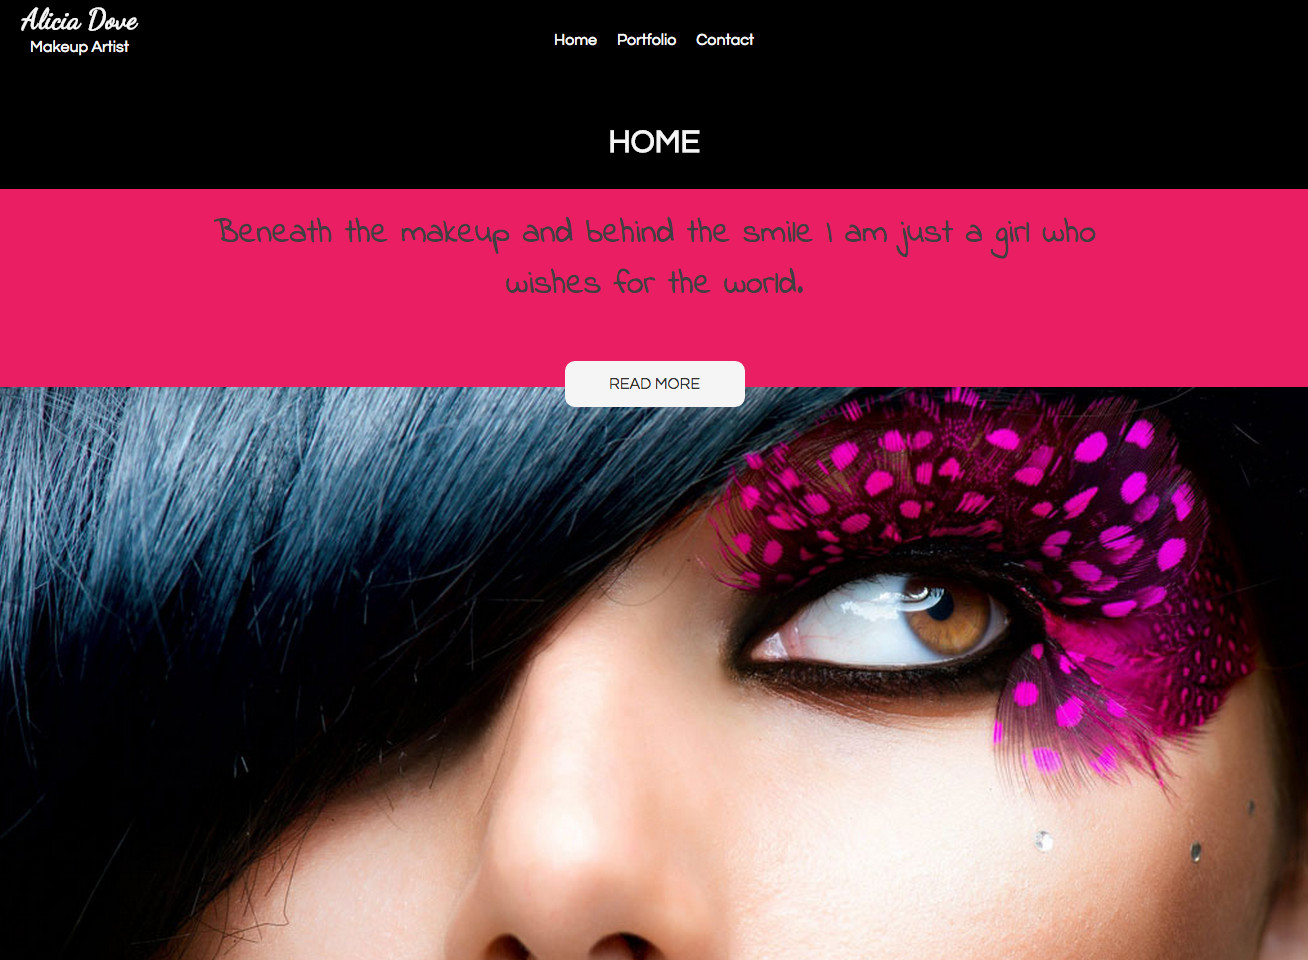 Alicia Dove
Makeup Artist
Home Portfolio Contact
HOME
Beneath the makeup and behind the smile I am just a girl who
wishes for the world.
READ MORE